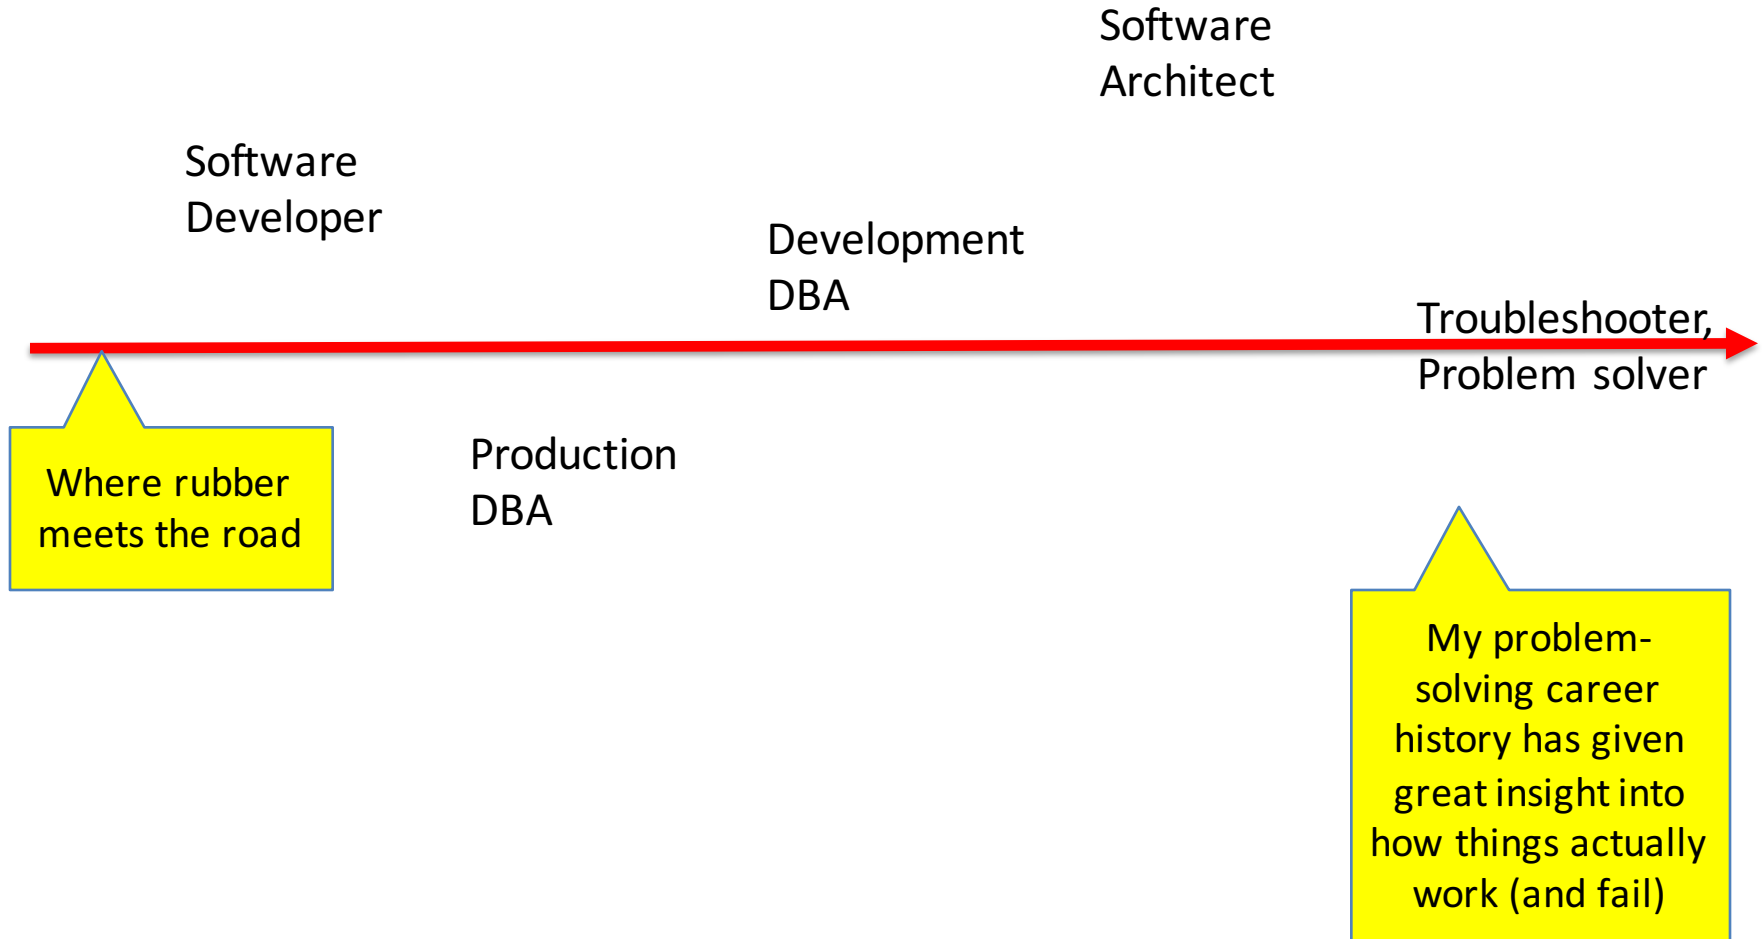 Software
Architect
Software
Developer
Development
DBA
Troubleshooter,
Problem solver
Where rubber
meets the road
Production
DBA
My problem-
solving career
history has given
great insight into
how things actually
work (and fail)